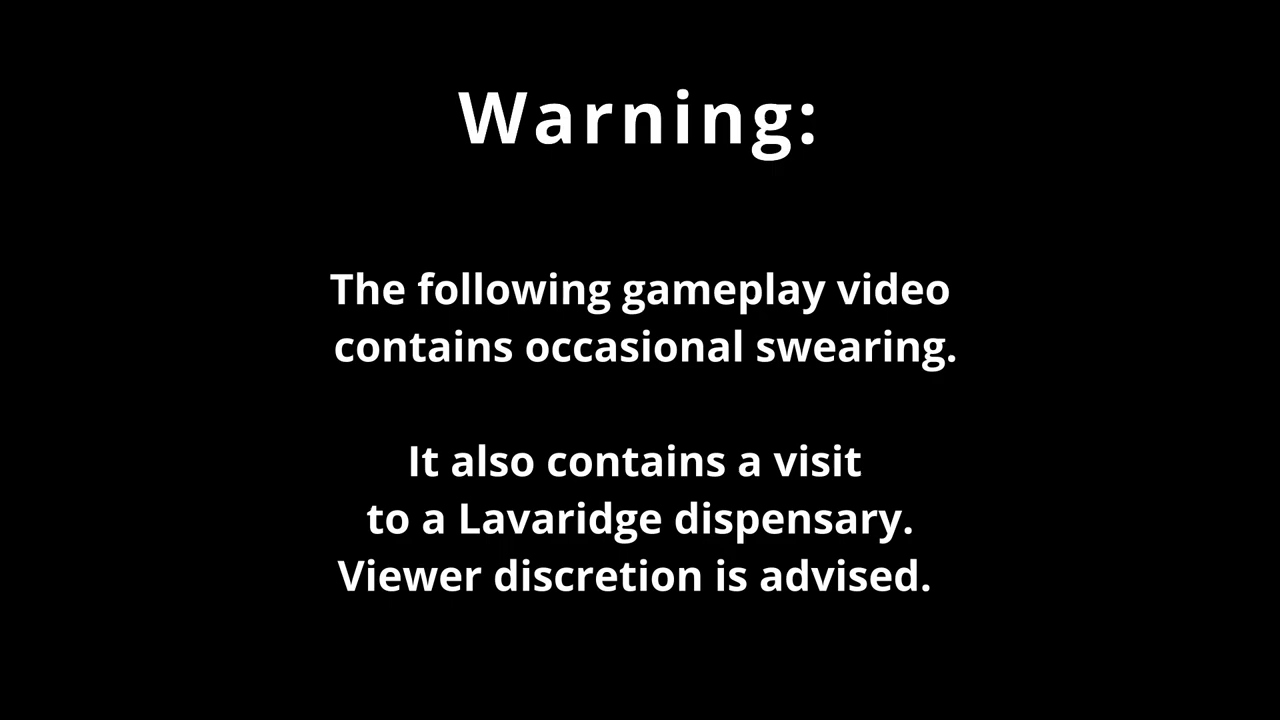 Warning:
The following gameplay video
contains occasional swearing.
It also contains a visit
to a Lavaridge dispensary.
Viewer discretion is advised.